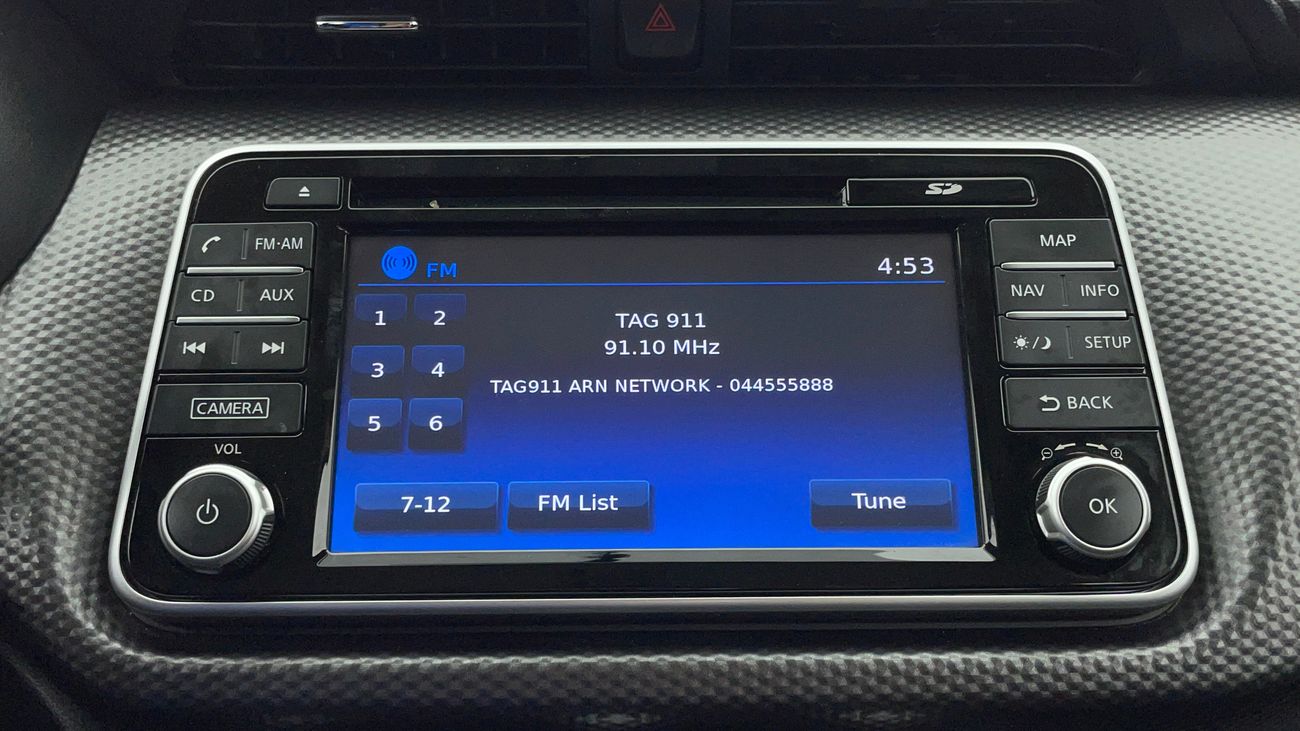 SD
FM·AM
CD
AUX
CAMERA
VOL
FM
4:53
1
2
3
4
5
6
TAG 911
91.10 MHz
TAG911 ARN NETWORK - 044555888
7-12
FM List
Tune
MAP
NAV
INFO
SETUP
BACK
OK